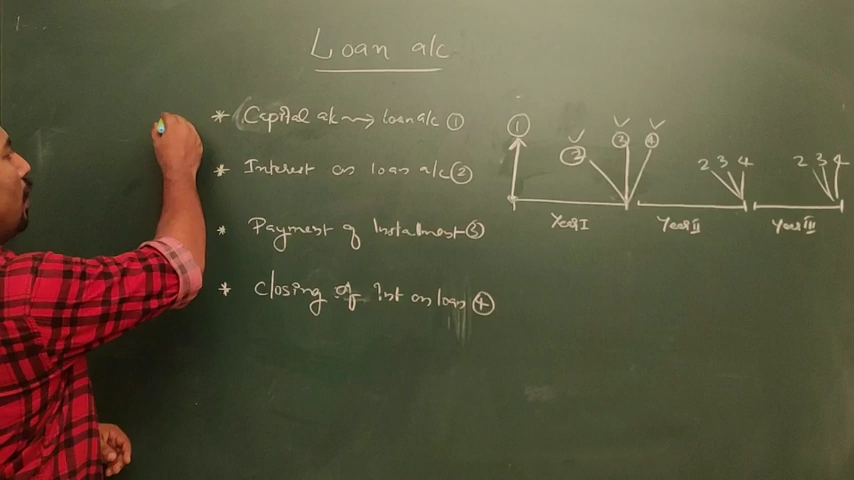 Loan a/c
* Capital a/c → loan a/c ①
* Interest on loan a/c ②
* Payment of Instalment ③
* Closing of Int on loan ④
① ② ③ ④
2 3 4
2 3 4
Year I
Year II
Year III